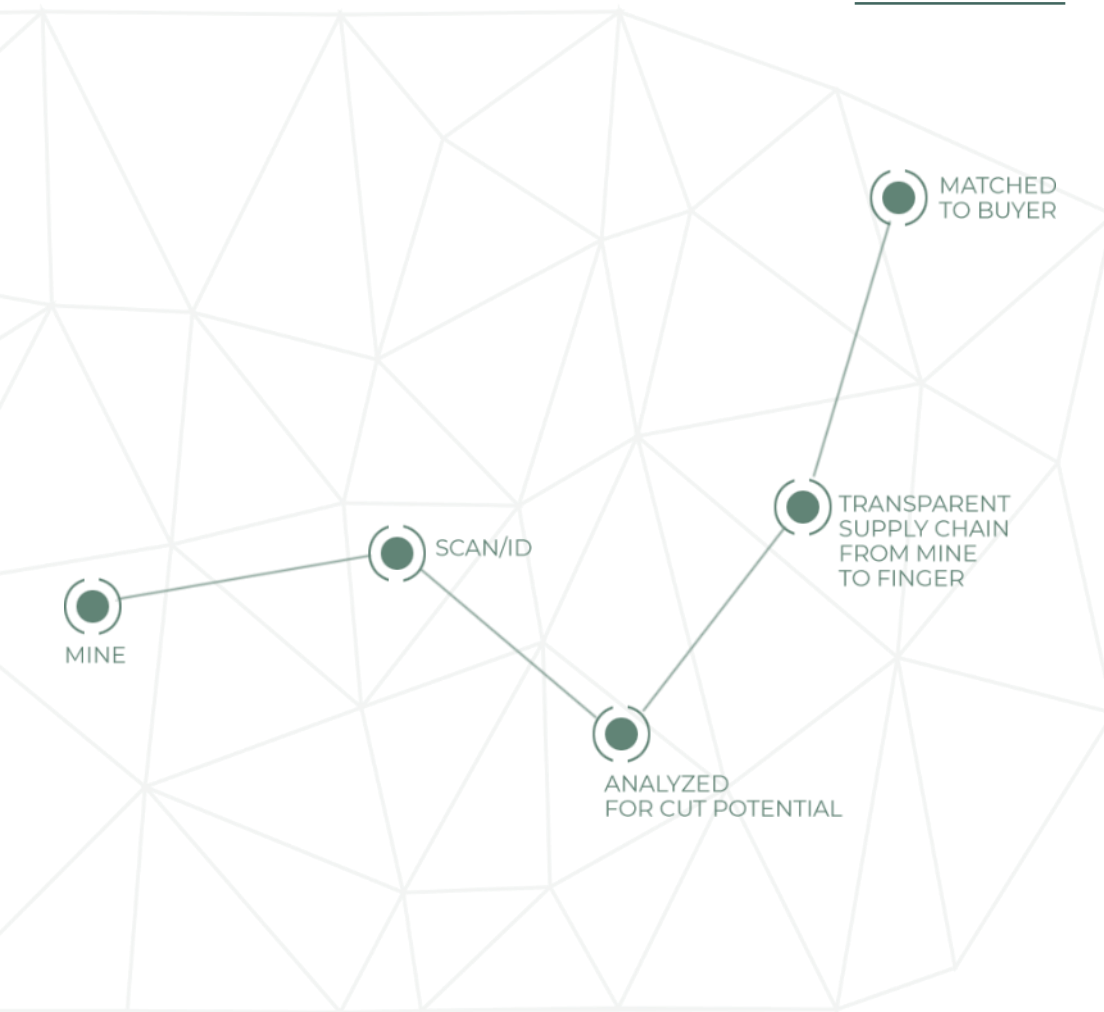 MATCHED
TO BUYER
TRANSPARENT
SUPPLY CHAIN
FROM MINE
TO FINGER
SCAN/ID
MINE
ANALYZED
FOR CUT POTENTIAL